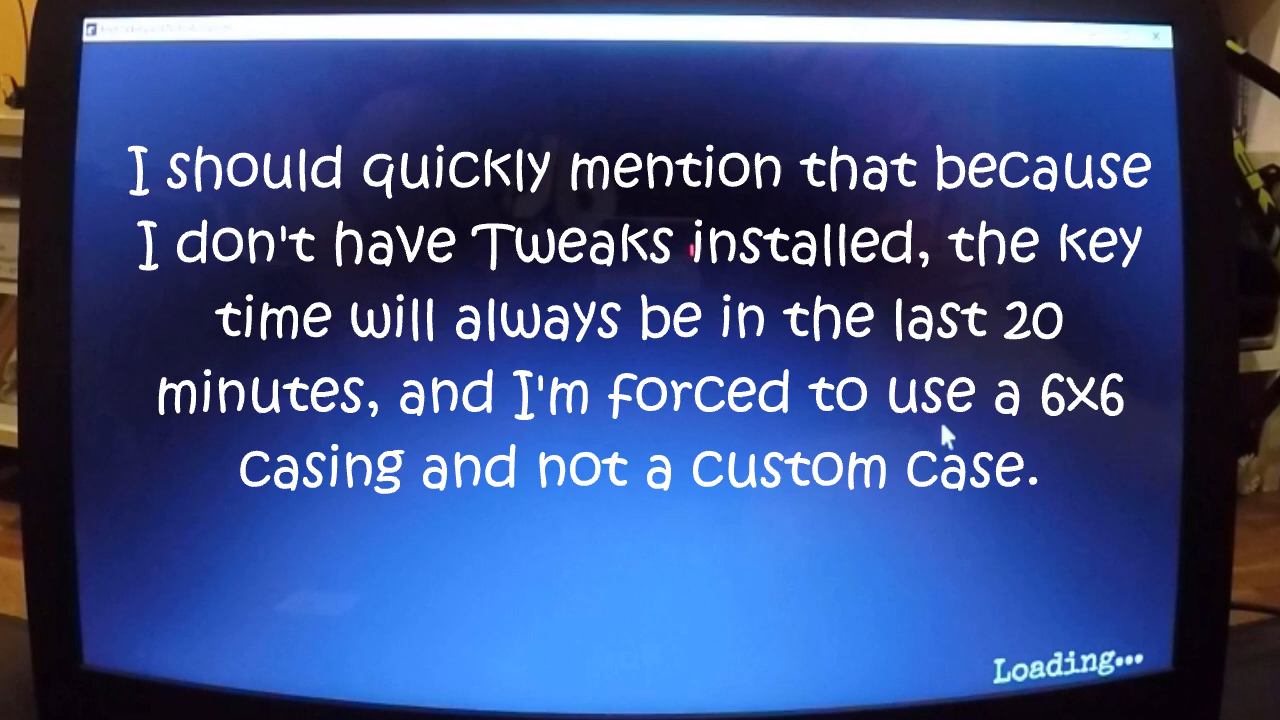 I should quickly mention that because
I don't have Tweaks installed, the key
time will always be in the last 20
minutes, and I'm forced to use a 6x6
casing and not a custom case.
Loading...